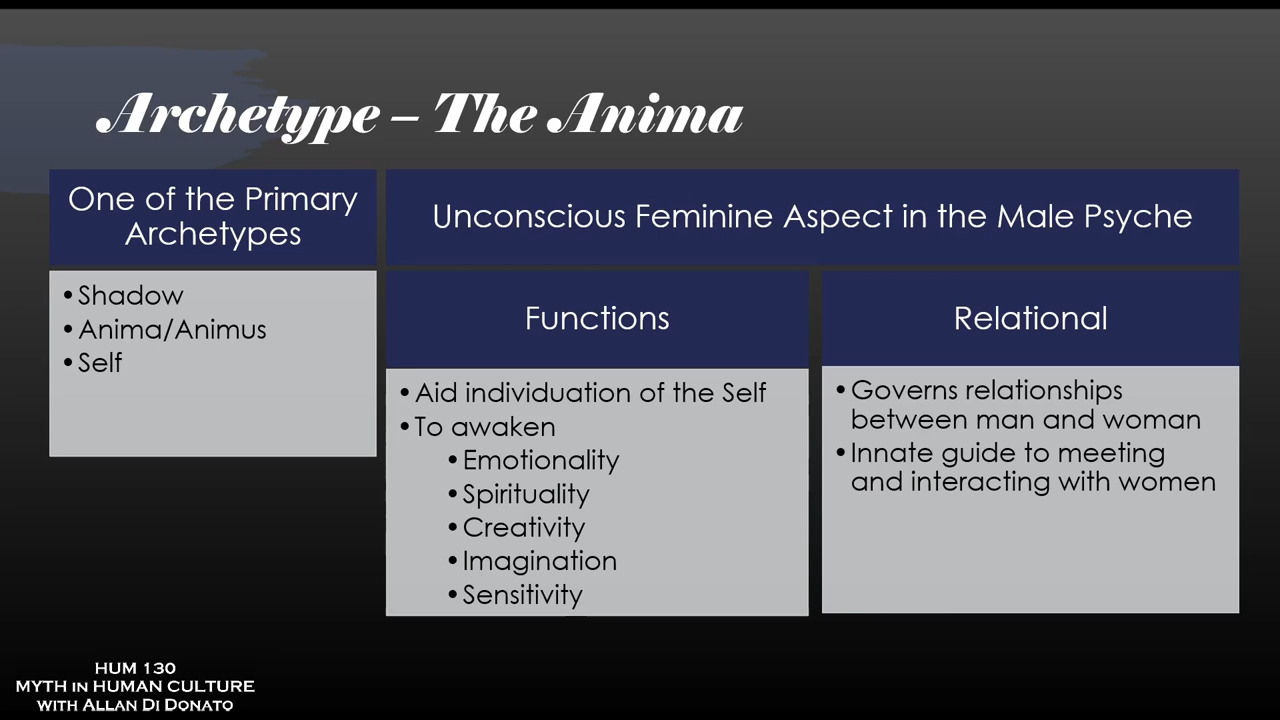 Archetype – The Anima
One of the Primary
Archetypes
• Shadow
• Anima/Animus
• Self
Unconscious Feminine Aspect in the Male Psyche
Functions
• Aid individuation of the Self
• To awaken
• Emotionality
• Spirituality
• Creativity
• Imagination
• Sensitivity
Relational
• Governs relationships
between man and woman
• Innate guide to meeting
and interacting with women
HUM 130
MYTH IN HUMAN CULTURE
WITH ALLAN DI DONATO